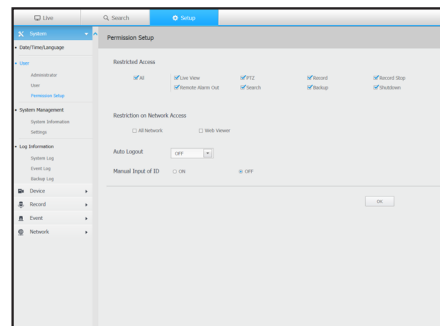 Live Search Setup
System
Permission Setup
Date/Time/Language
User
Administrator
User
Permission Setup
System Management
System Information
Settings
Log Information
System Log
Event Log
Backup Log
Device
Record
Event
Network
Restricted Access
All Live View PTZ Record Record Stop
Remote Alarm Out Search Backup Shutdown
Restriction on Network Access
All Network Web Viewer
Auto Logout OFF
Manual Input of ID ON OFF
OK